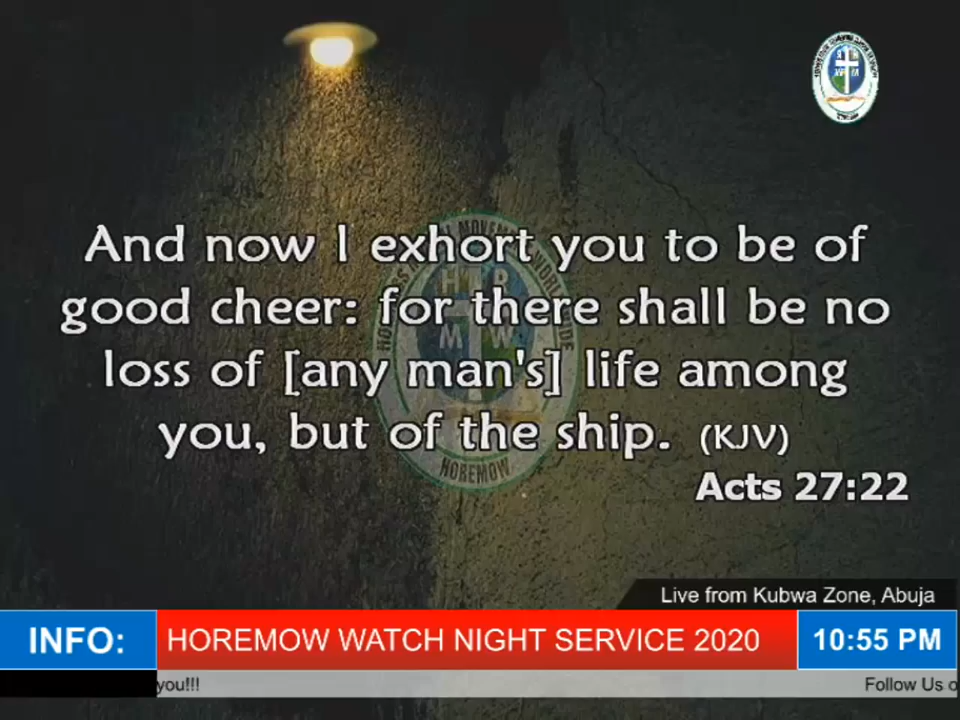 And now I exhort you to be of
good cheer: for there shall be no
loss of [any man's] life among
you, but of the ship. (KJV)
Acts 27:22
HOREMOW
Live from Kubwa Zone, Abuja
INFO:
HOREMOW WATCH NIGHT SERVICE 2020
10:55 PM
you!!!
Follow Us o